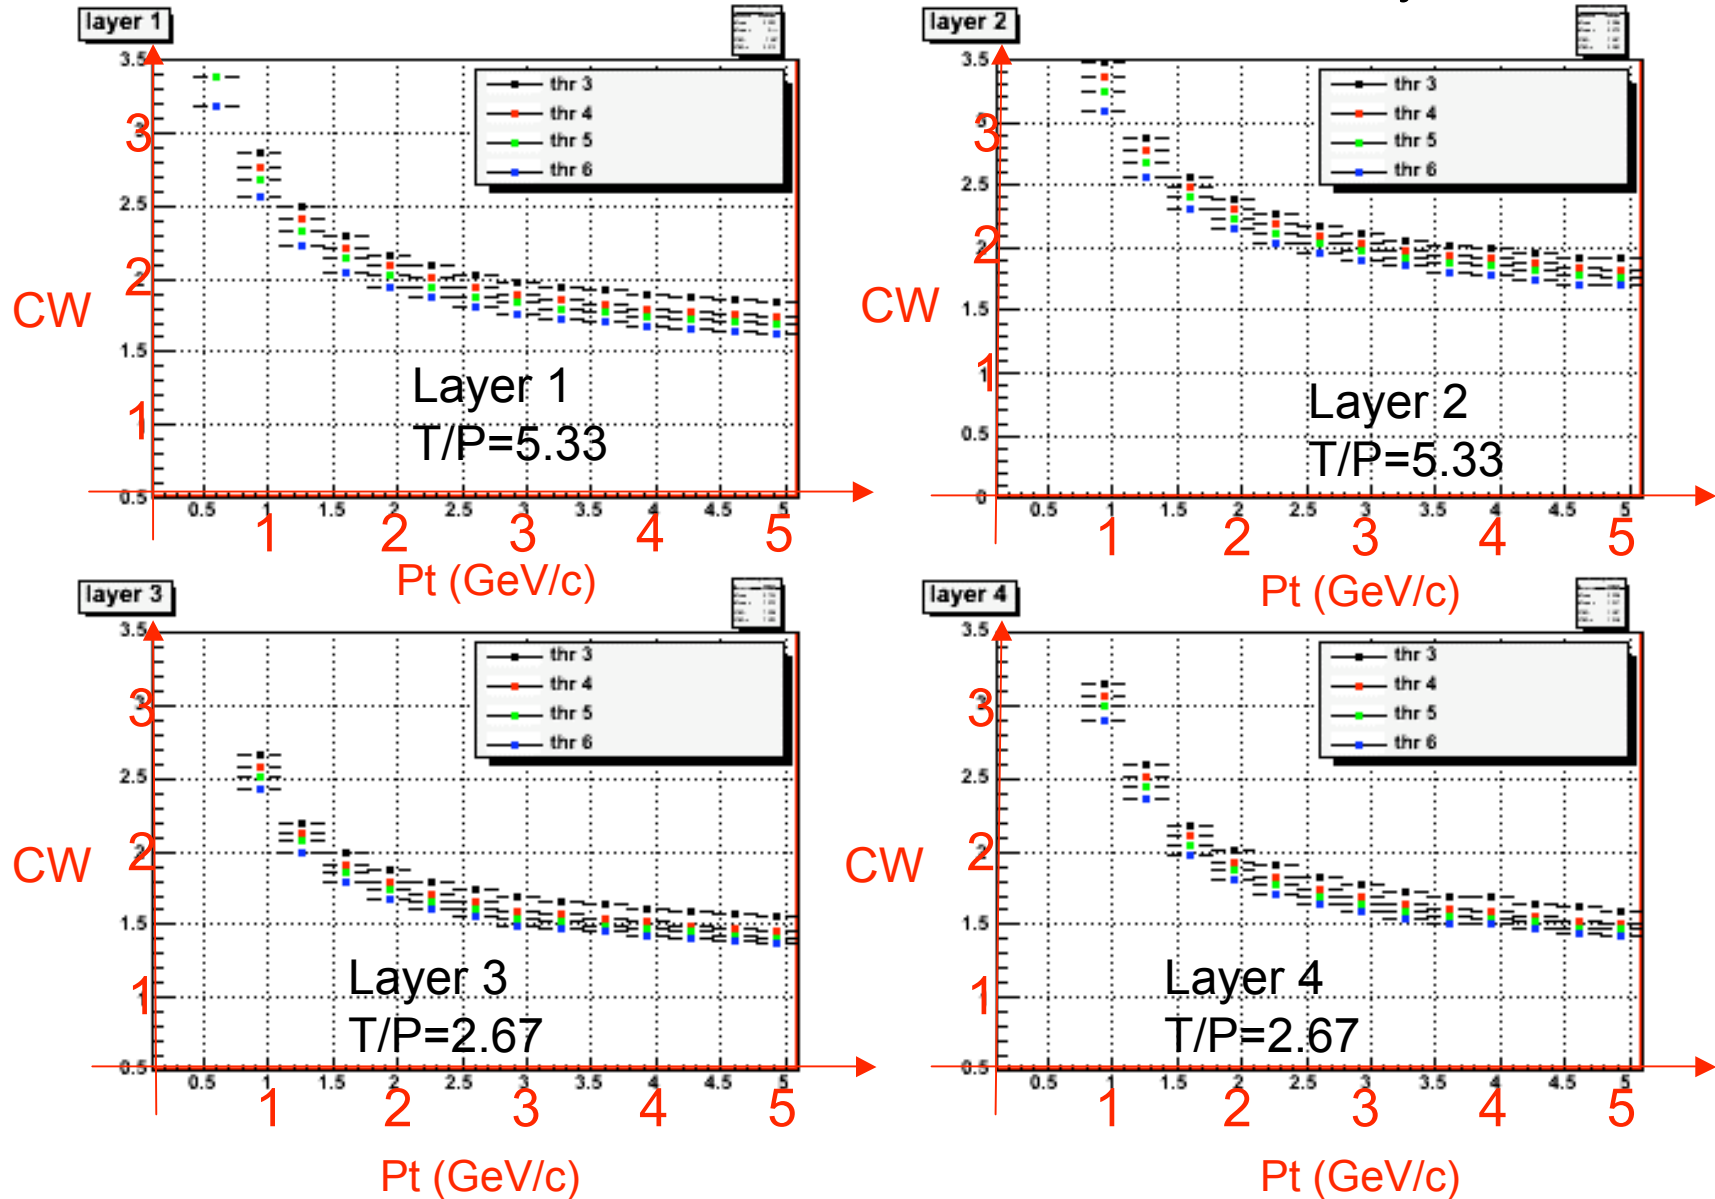 layer 1
3.5
thr 3
thr 4
thr 5
thr 6
3
2.5
2
CW
1.5
Layer 1
T/P=5.33
1
0.5
0.5 1 1.5 2 2.5 3 3.5 4 4.5 5
1 2 3 4 5
Pt (GeV/c)
layer 2
3.5
thr 3
thr 4
thr 5
thr 6
3
2.5
2
CW
1.5
1
Layer 2
T/P=5.33
0.5
0
0.5 1 1.5 2 2.5 3 3.5 4 4.5 5
1 2 3 4 5
Pt (GeV/c)
layer 3
3.5
thr 3
thr 4
thr 5
thr 6
3
2.5
2
CW
1.5
Layer 3
T/P=2.67
1
0.5
0.5 1 1.5 2 2.5 3 3.5 4 4.5 5
1 2 3 4 5
Pt (GeV/c)
layer 4
3.5
thr 3
thr 4
thr 5
thr 6
3
2.5
2
CW
1.5
Layer 4
T/P=2.67
1
0.5
0.5 1 1.5 2 2.5 3 3.5 4 4.5 5
1 2 3 4 5
Pt (GeV/c)